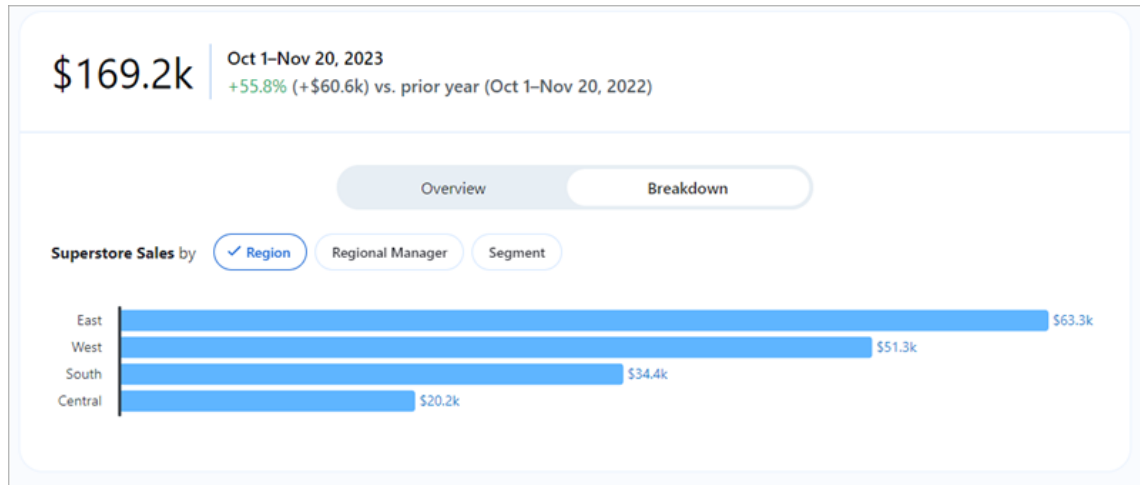 $169.2k
Oct 1–Nov 20, 2023
+55.8% (+$60.6k) vs. prior year (Oct 1–Nov 20, 2022)
Overview Breakdown
Superstore Sales by Region Regional Manager Segment
East $63.3k
West $51.3k
South $34.4k
Central $20.2k